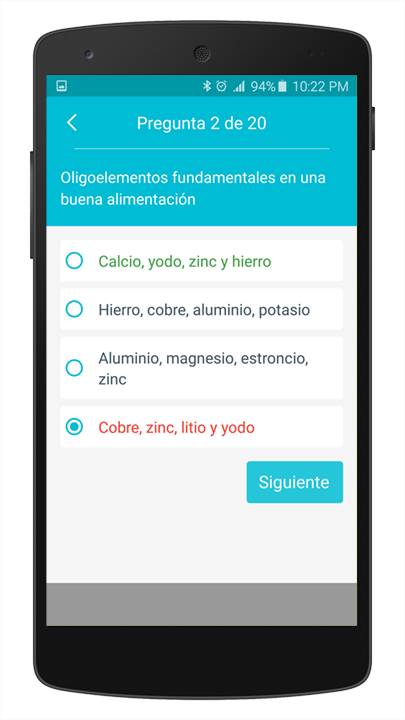 94% 10:22 PM
Pregunta 2 de 20
Oligoelementos fundamentales en una
buena alimentación
Calcio, yodo, zinc y hierro
Hierro, cobre, aluminio, potasio
Aluminio, magnesio, estroncio,
zinc
Cobre, zinc, litio y yodo
Siguiente